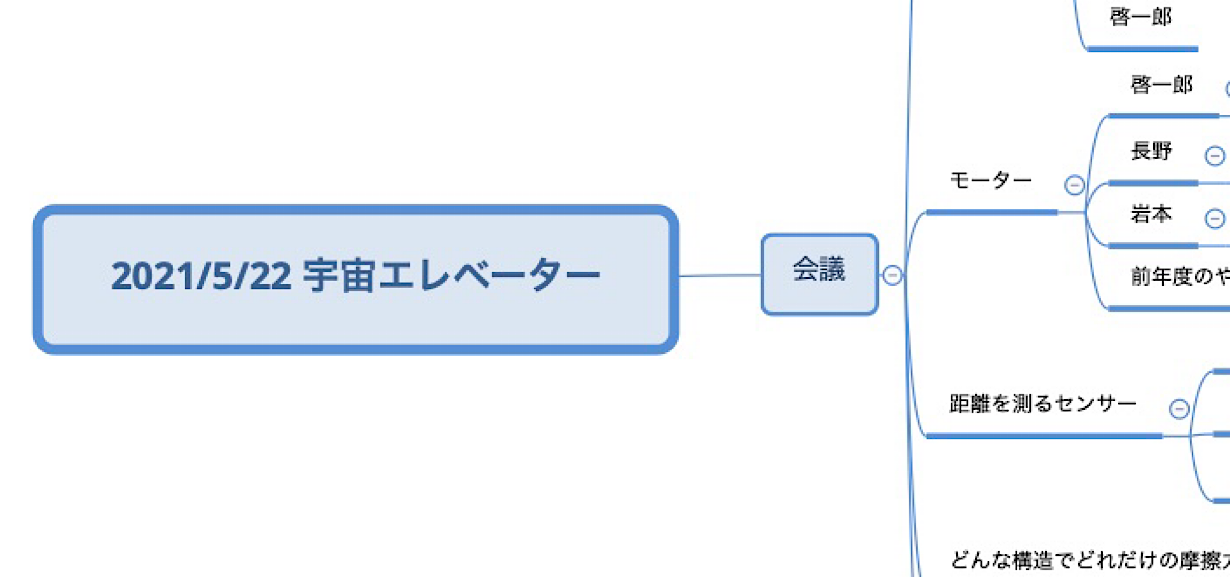 啓一郎
啓一郎
長野
モーター
岩本
2021/5/22 宇宙エレベーター
会議
前年度のや
距離を測るセンサー
どんな構造でどれだけの摩擦